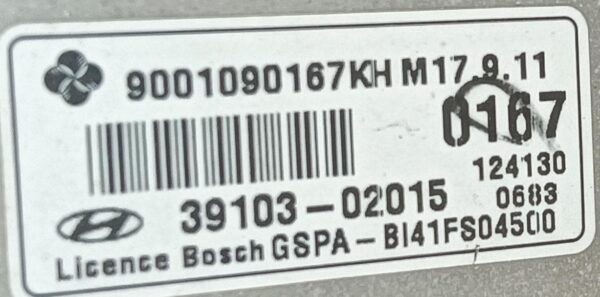 9001090167KH M17.9.11
0167
124130
39103-02015 0683
Licence Bosch GSPA-BI41FS04500